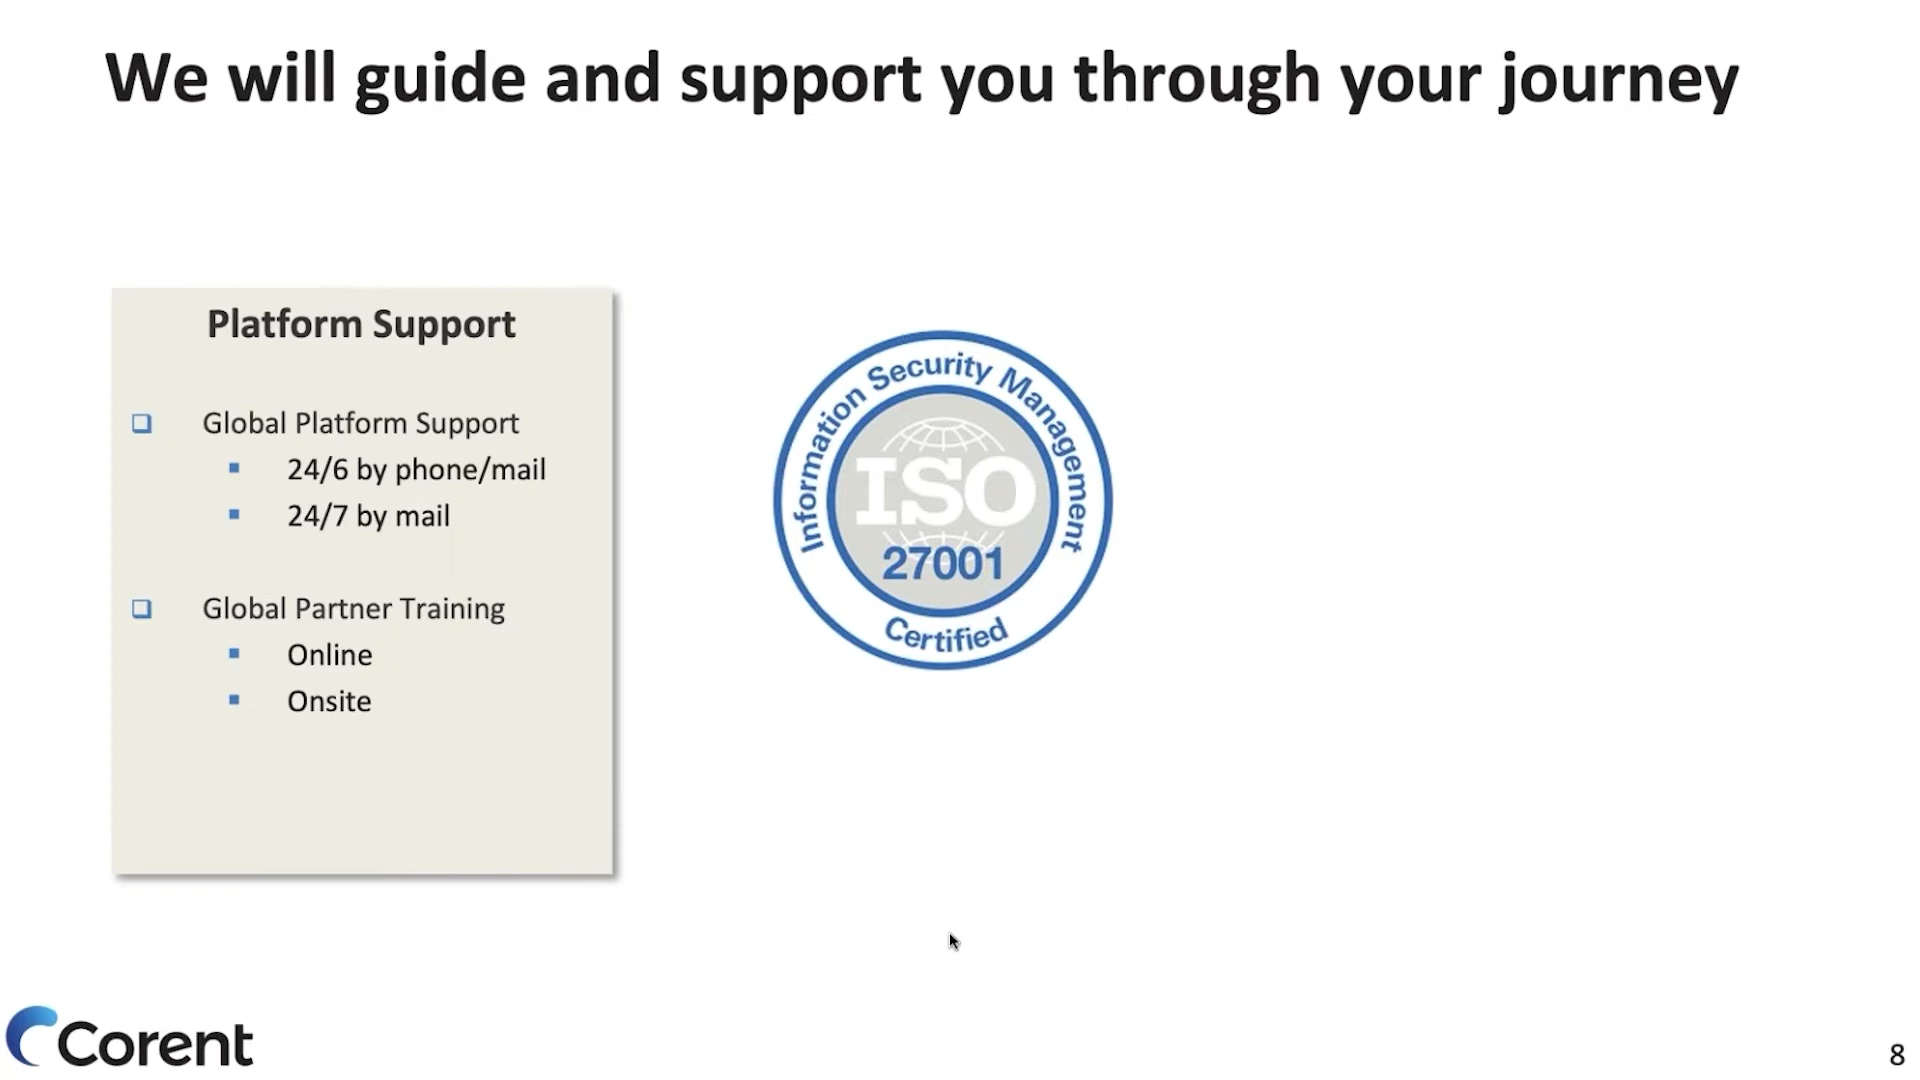 We will guide and support you through your journey
Platform Support
Global Platform Support
24/6 by phone/mail
24/7 by mail
Global Partner Training
Online
Onsite
Information Security Management
ISO
27001
Certified
Corent
8